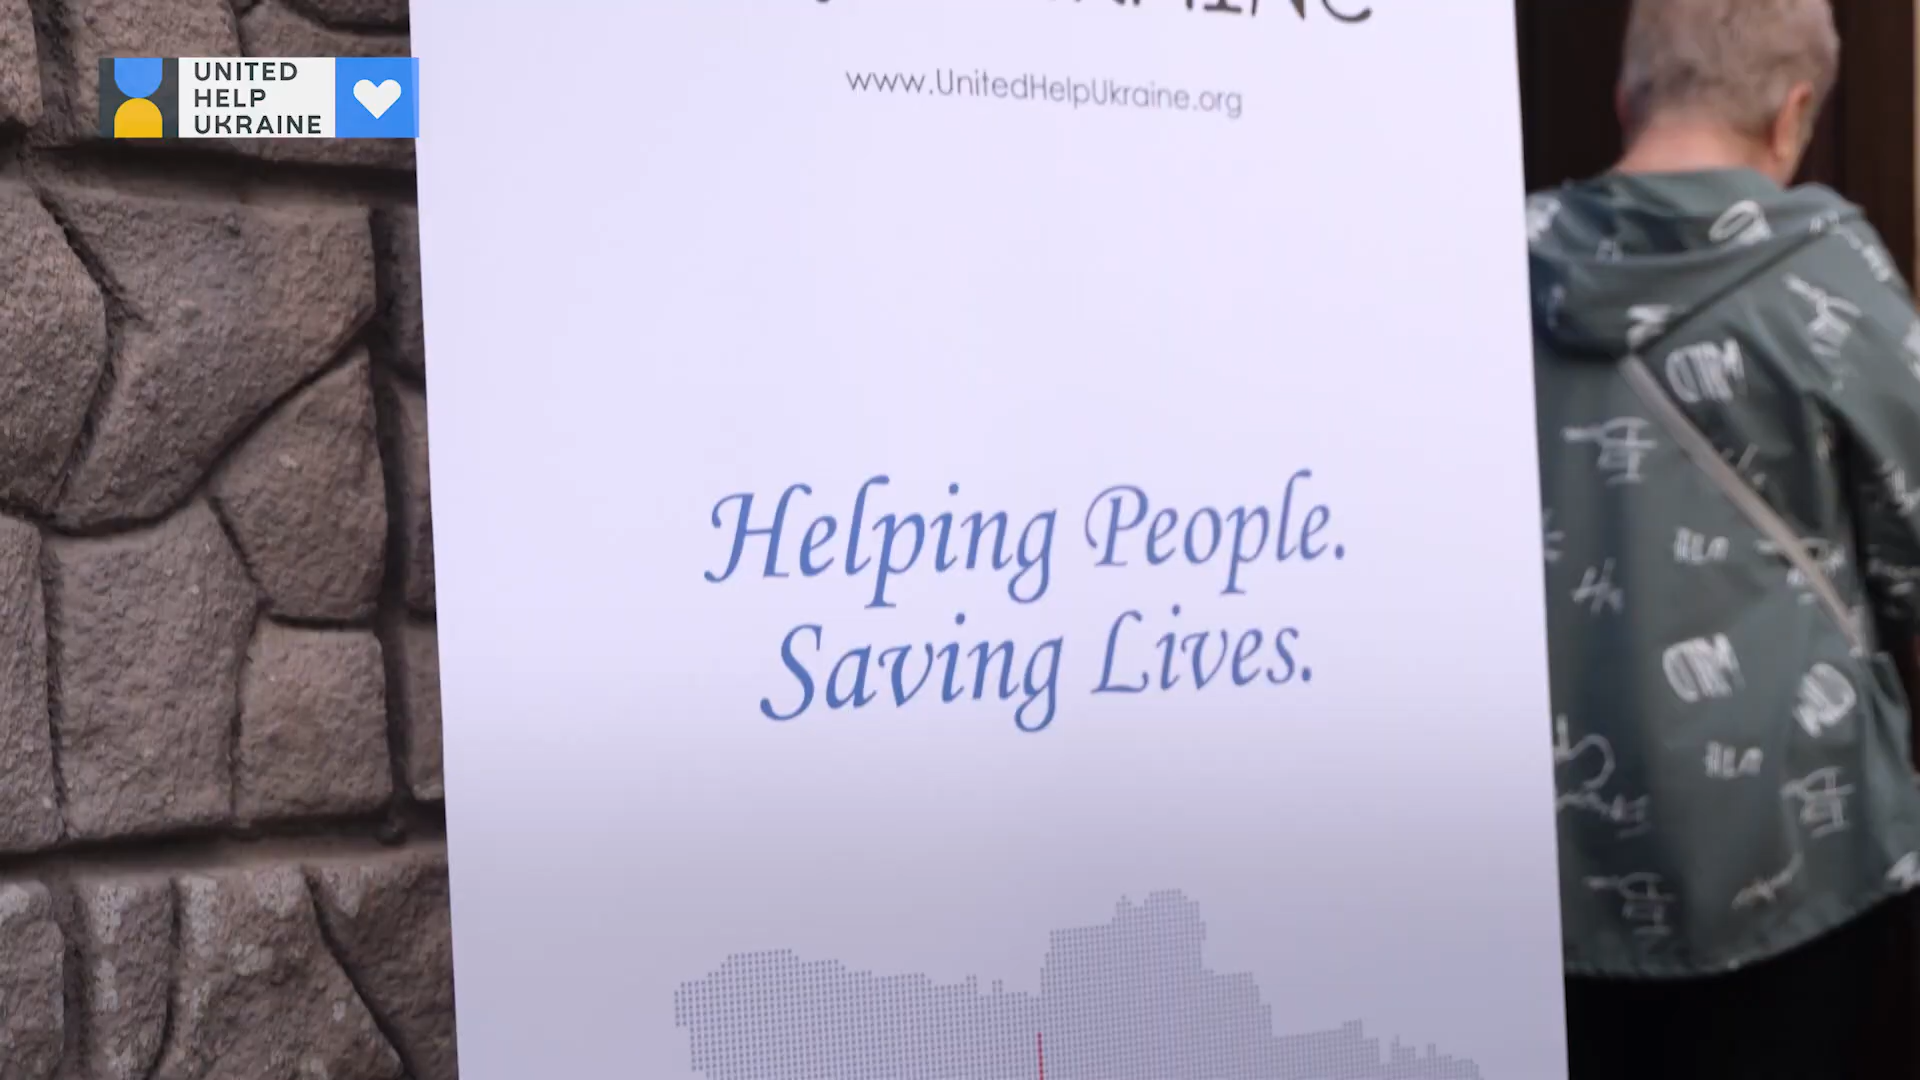 UNITED
HELP
UKRAINE
www.UnitedHelpUkraine.org
Helping People.
Saving Lives.